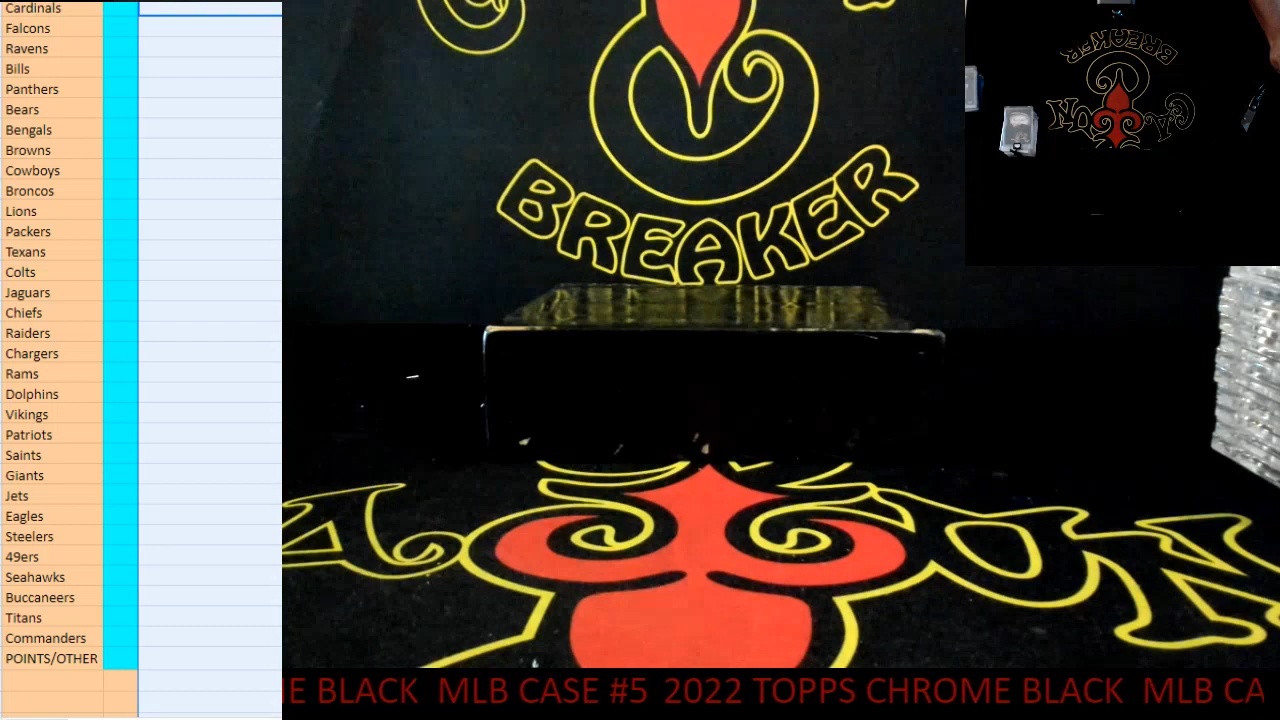 Cardinals
Falcons
Ravens
Bills
Panthers
Bears
Bengals
Browns
Cowboys
Broncos
Lions
Packers
Texans
Colts
Jaguars
Chiefs
Raiders
Chargers
Rams
Dolphins
Vikings
Patriots
Saints
Giants
Jets
Eagles
Steelers
49ers
Seahawks
Buccaneers
Titans
Commanders
POINTS/OTHER
BREAKER
BREAKER
E BLACK MLB CASE #5 2022 TOPPS CHROME BLACK MLB CA